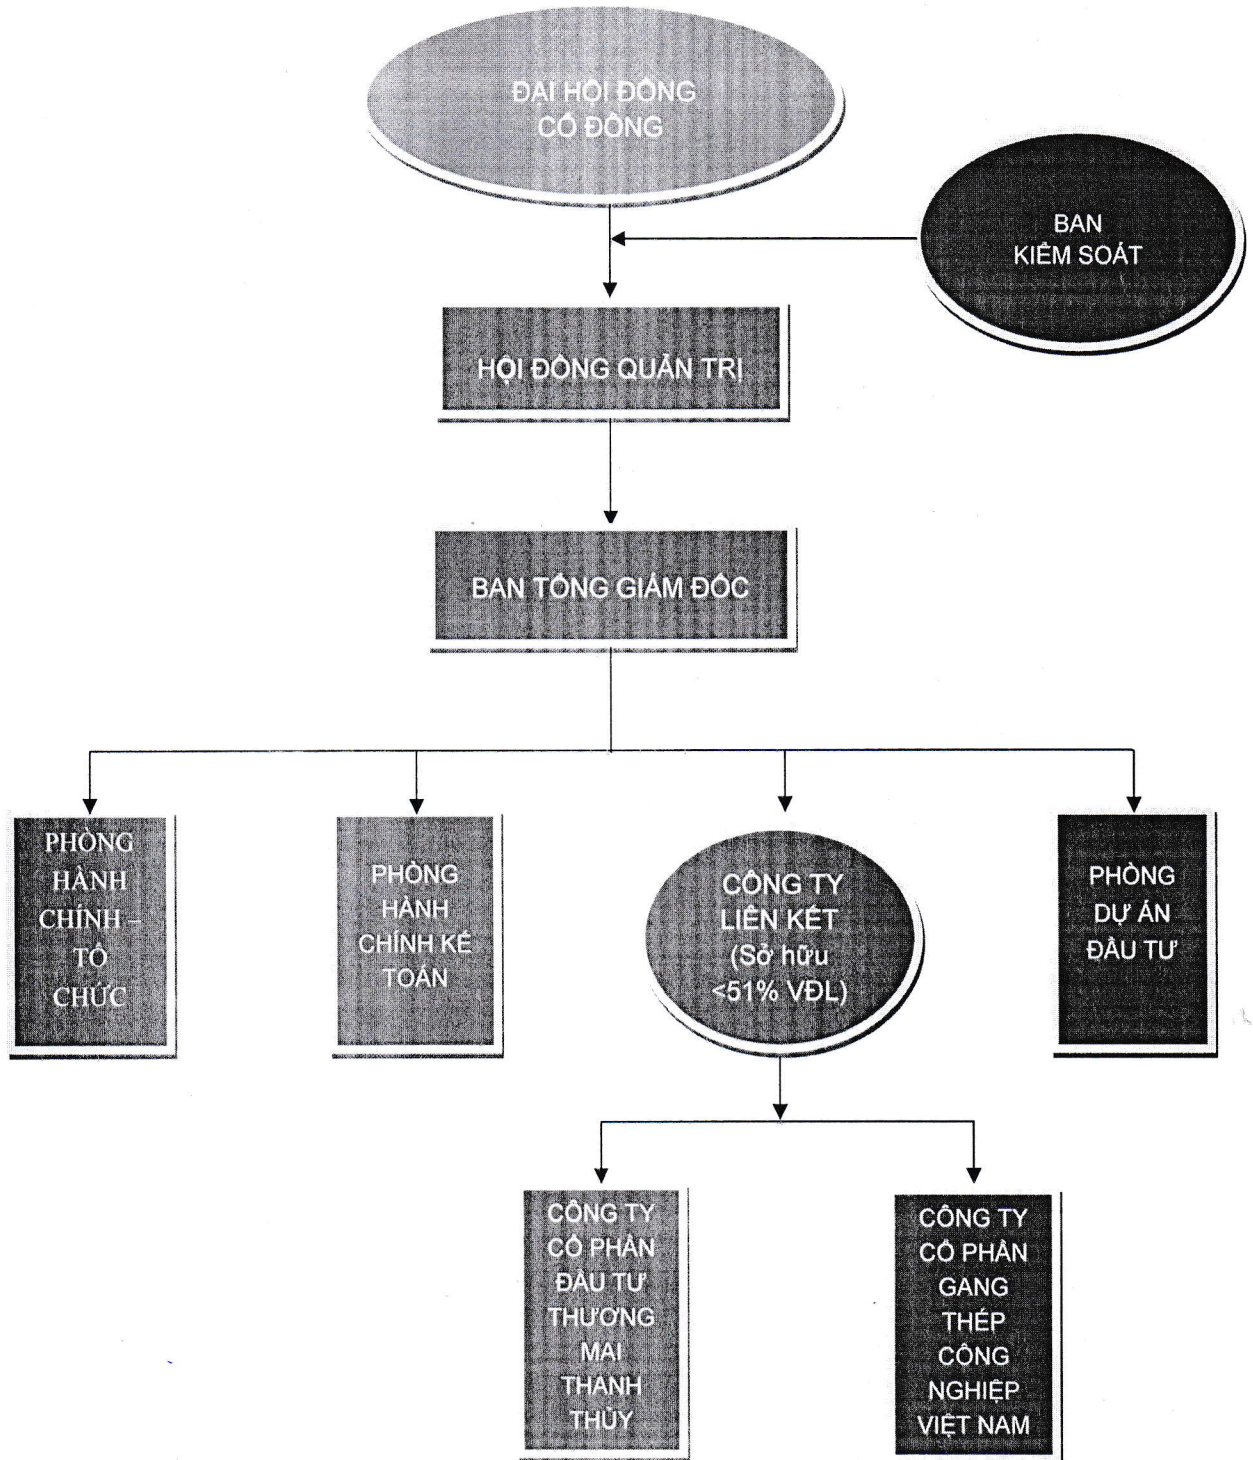 ĐẠI HỘI ĐỒNG
CỔ ĐÔNG
BAN
KIỂM SOÁT
HỘI ĐỒNG QUẢN TRỊ
BAN TỔNG GIÁM ĐỐC
PHÒNG
HÀNH
CHÍNH –
TỔ
CHỨC
PHÒNG
HÀNH
CHÍNH KẾ
TOÁN
CÔNG TY
LIÊN KẾT
(Sở hữu
<51% VĐL)
PHÒNG
DỰ ÁN
ĐẦU TƯ
CÔNG TY
CỔ PHẦN
ĐẦU TƯ
THƯƠNG
MẠI
THANH
THỦY
CÔNG TY
CỔ PHẦN
GANG
THÉP
CÔNG
NGHIỆP
VIỆT NAM